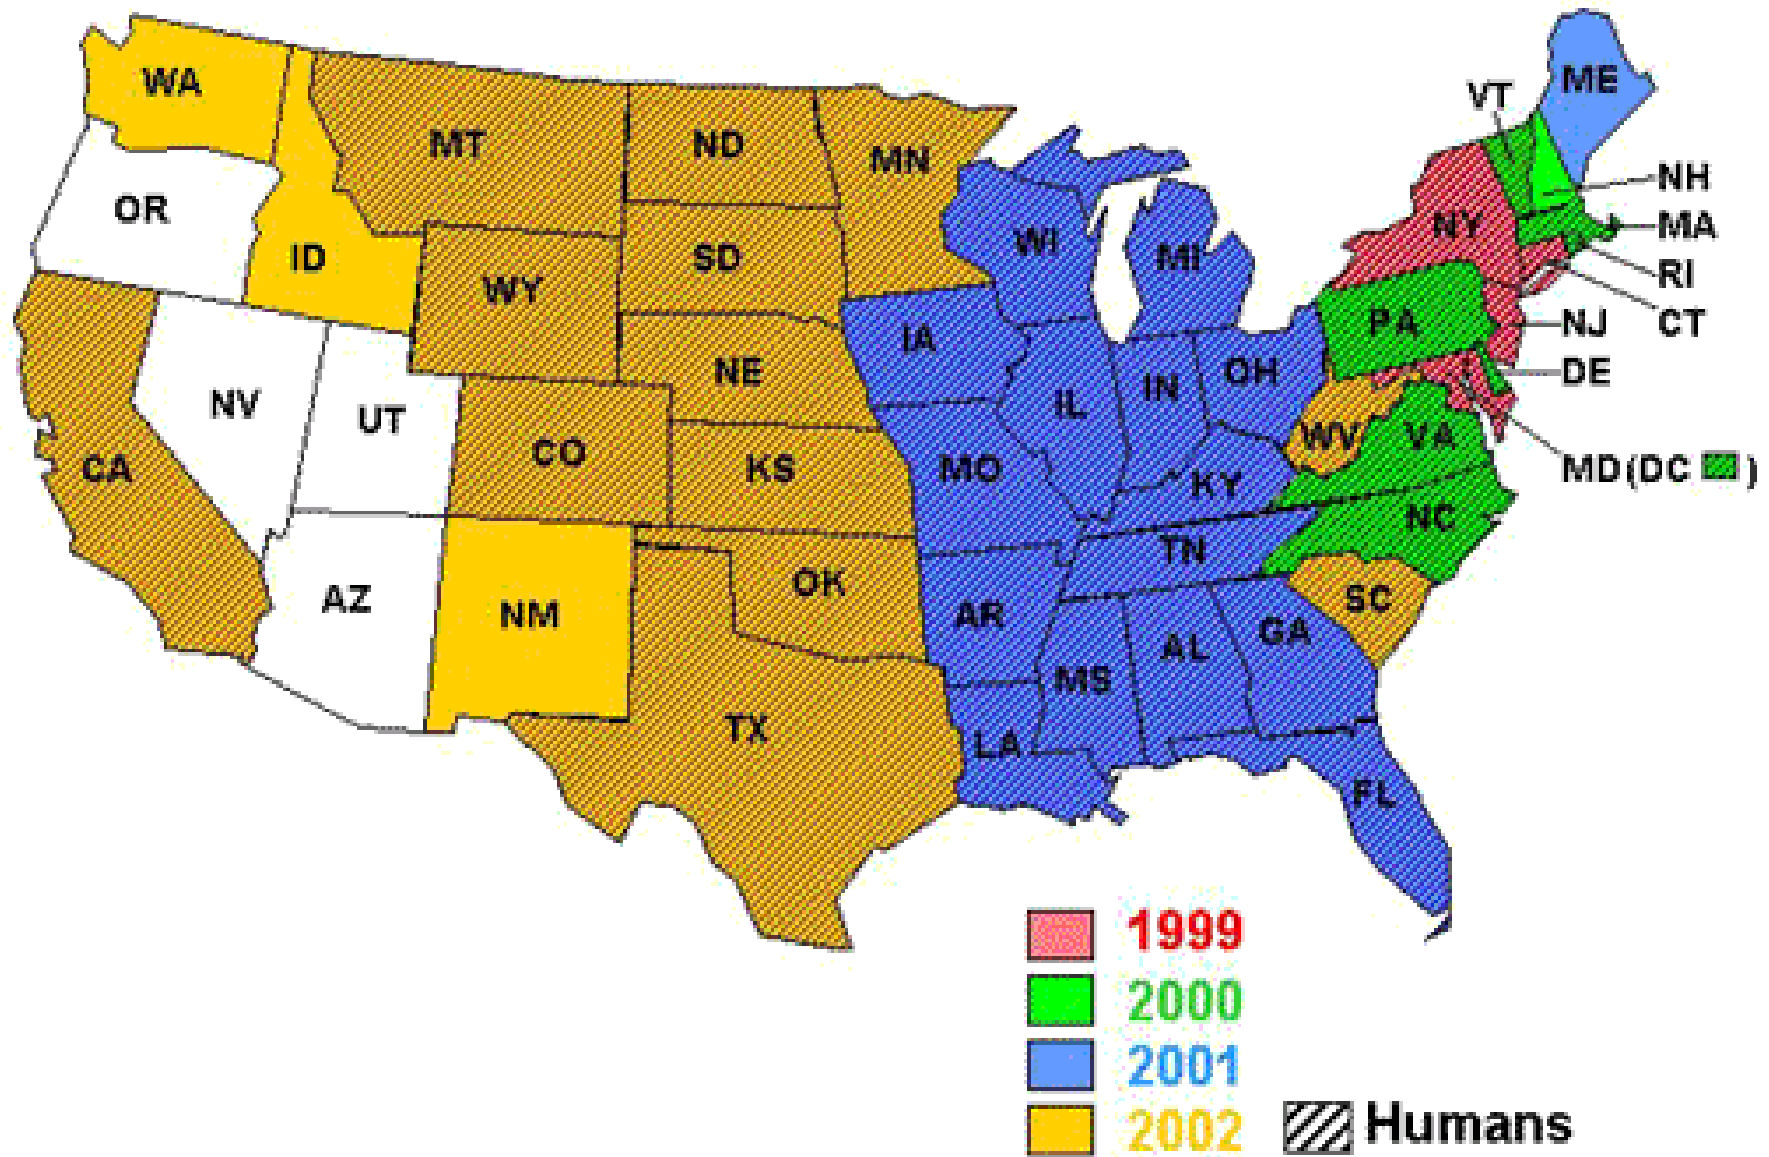 WA
MT
ND
MN
ME
VT
OR
ID
WY
SD
WI
MI
NY
NH
MA
RI
CT
NJ
PA
DE
IA
NE
NV
UT
CO
KS
CA
IL
IN
OH
WV
VA
MD(DC )
MO
KY
NC
AZ
NM
OK
AR
TN
SC
TX
LA
MS
AL
GA
FL
1999
2000
2001
2002
Humans